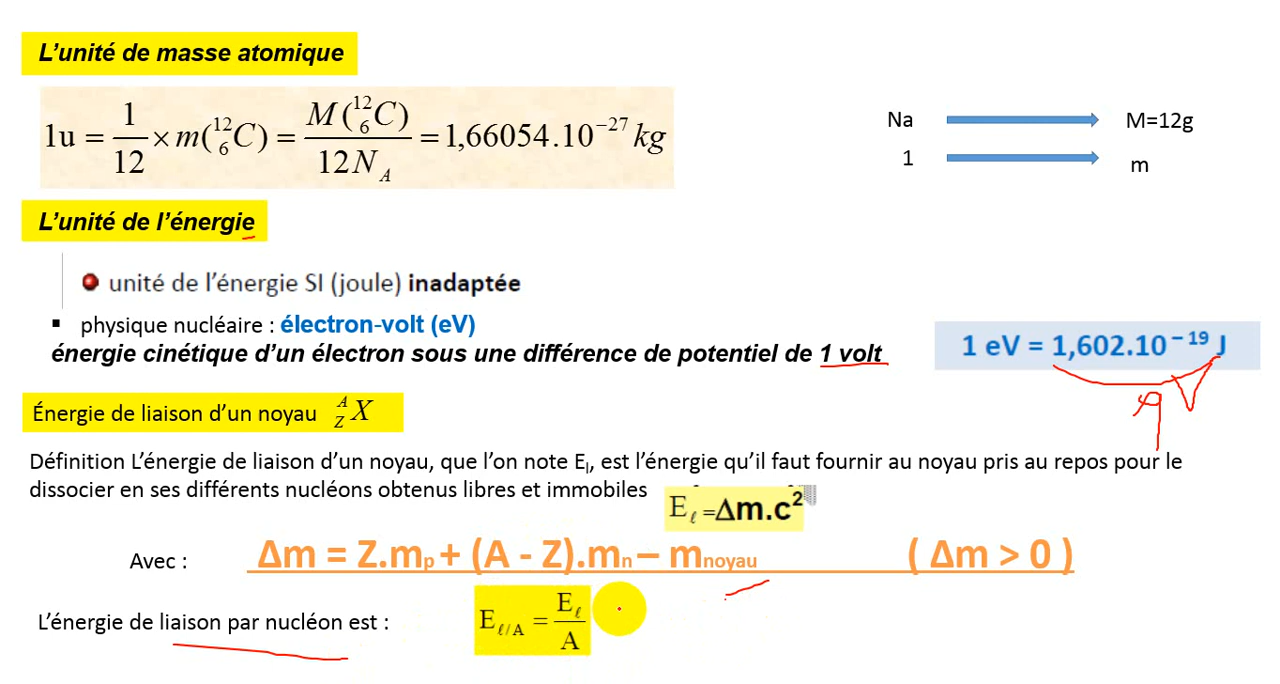 L'unité de masse atomique
1u = 1/12 × m(¹²₆C) = M(¹²₆C)/12N_A = 1,66054.10⁻²⁷ kg
Na → M=12g
1 → m
L'unité de l'énergie
unité de l'énergie SI (joule) inadaptée
▪ physique nucléaire : électron-volt (eV)
énergie cinétique d'un électron sous une différence de potentiel de 1 volt
1 eV = 1,602.10⁻¹⁹ J
q V
Énergie de liaison d'un noyau ᴬ_Z X
Définition L'énergie de liaison d'un noyau, que l'on note Eₗ, est l'énergie qu'il faut fournir au noyau pris au repos pour le
dissocier en ses différents nucléons obtenus libres et immobiles
E_ℓ =Δm.c²
Avec : Δm = Z.m_p + (A - Z).m_n – m_noyau ( Δm > 0 )
L'énergie de liaison par nucléon est : E_ℓ/A = E_ℓ/A